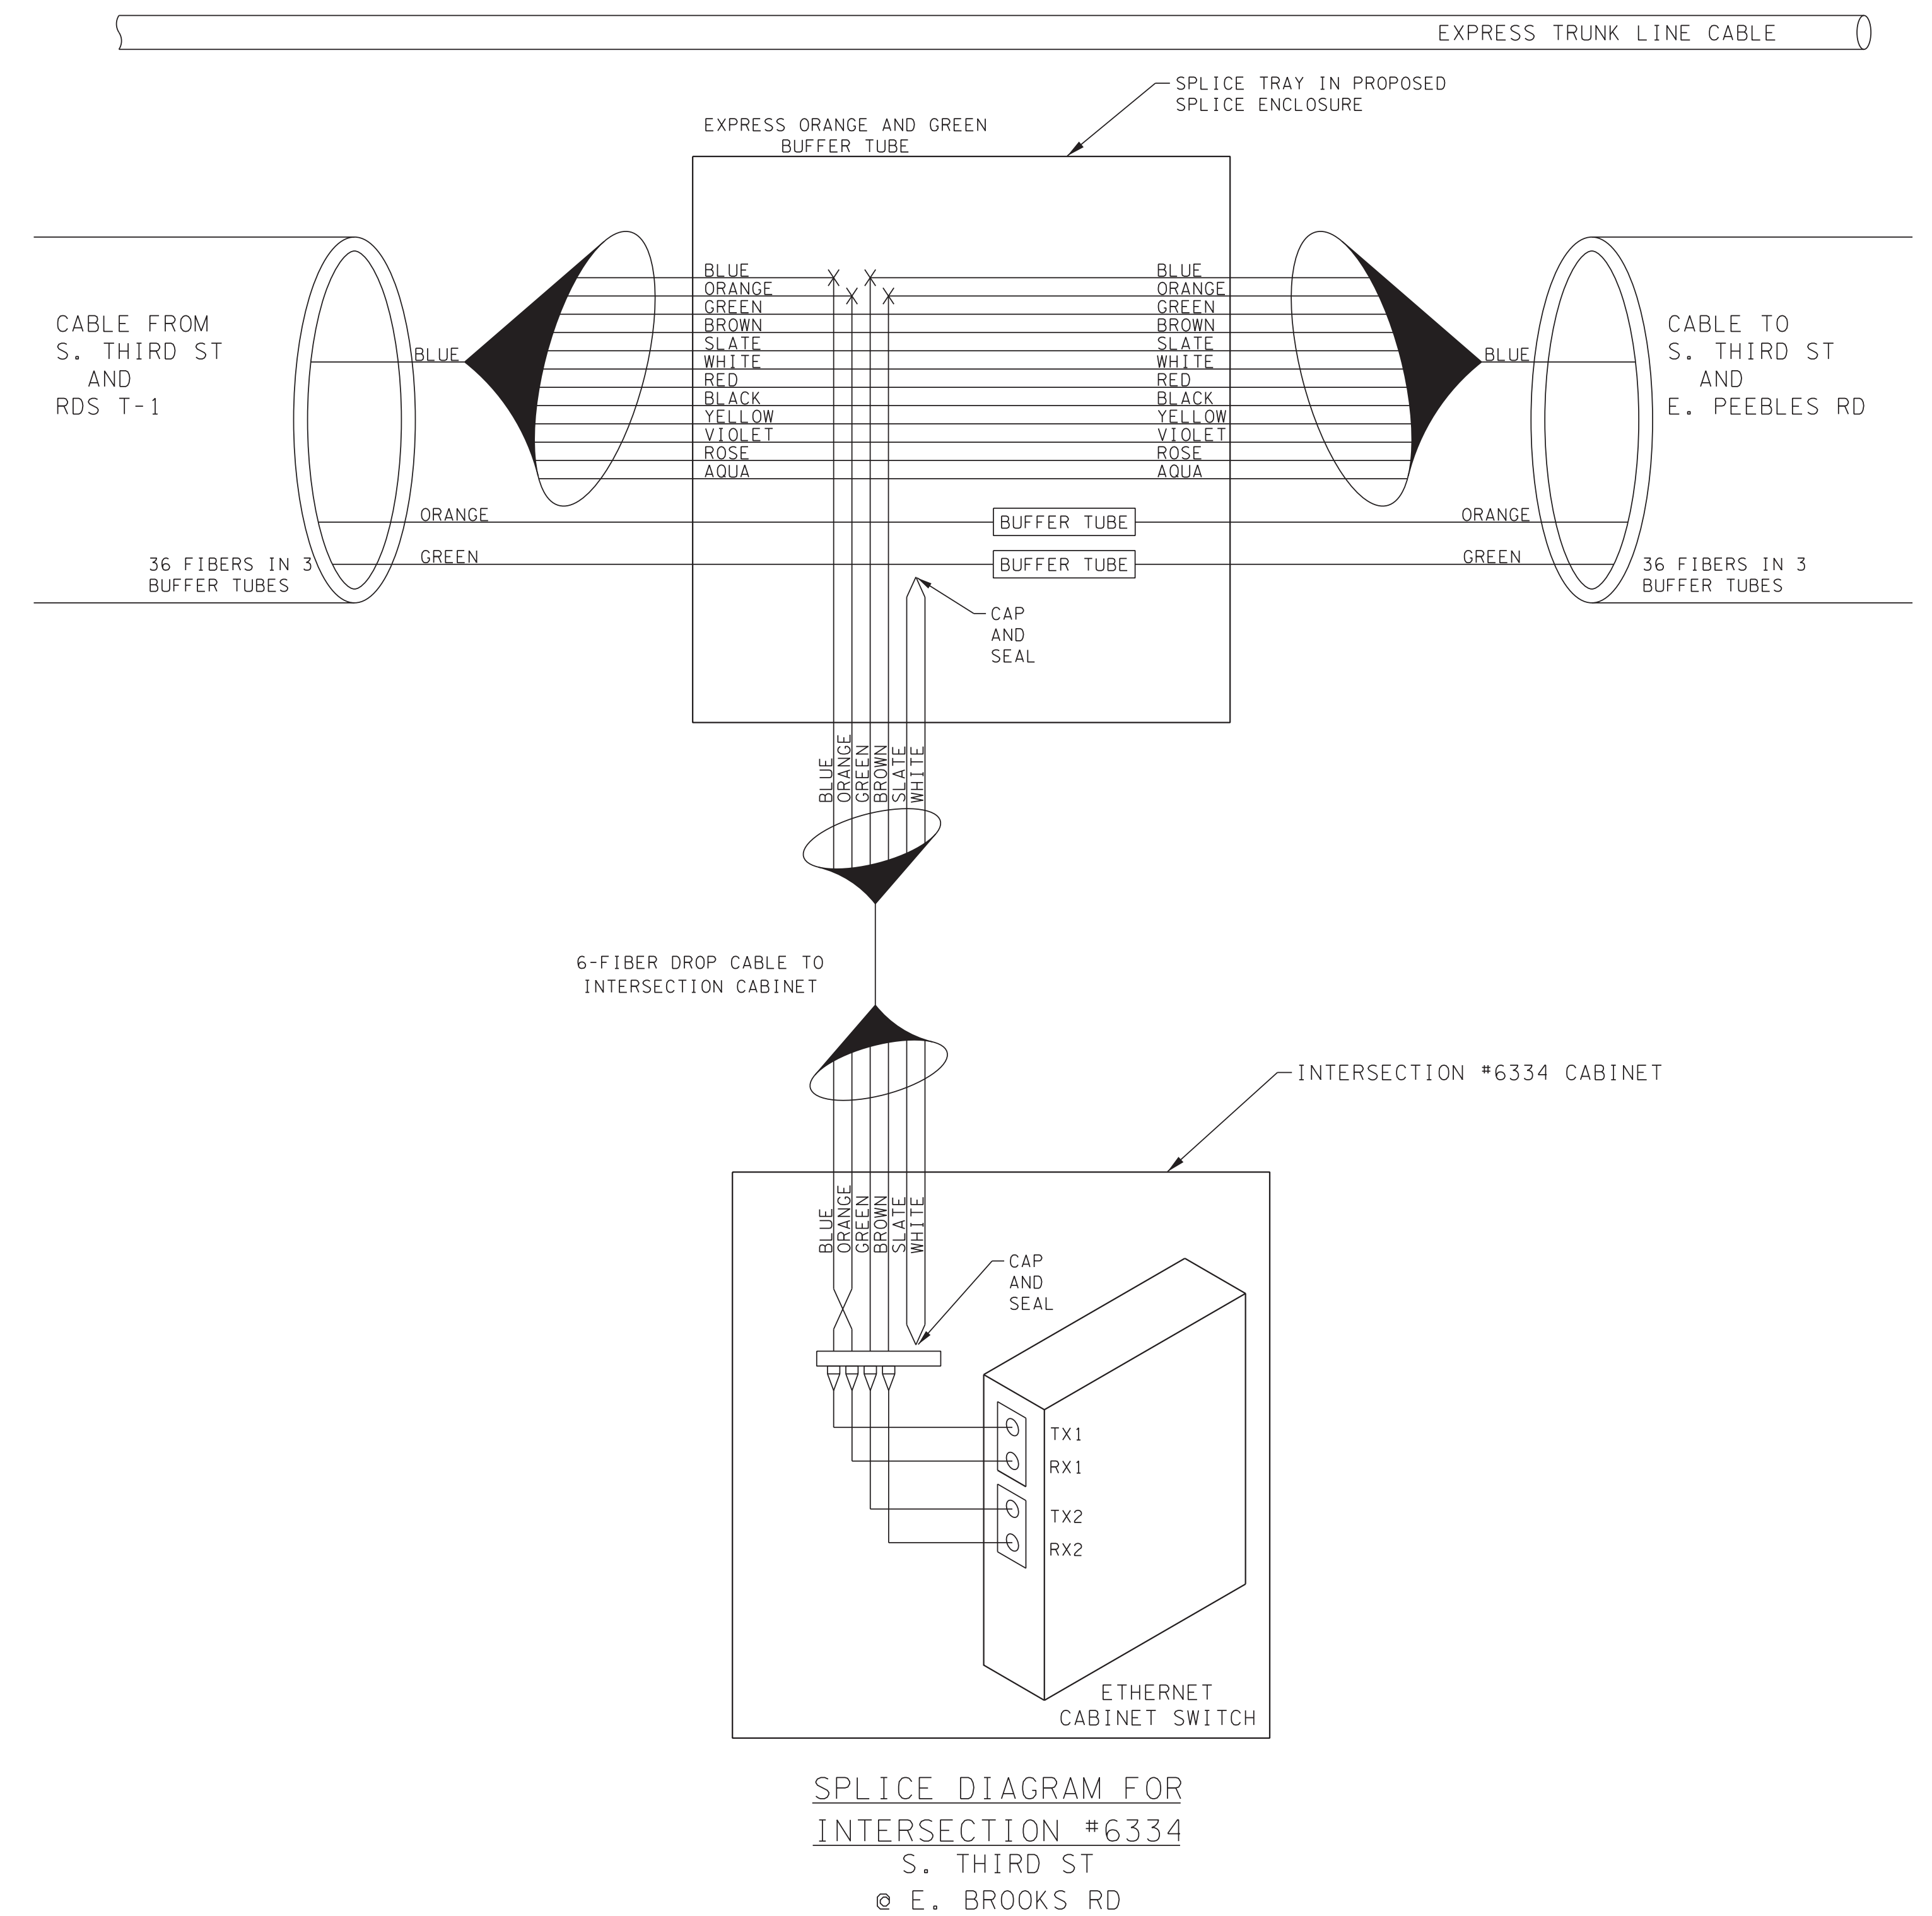 EXPRESS TRUNK LINE CABLE
SPLICE TRAY IN PROPOSED
SPLICE ENCLOSURE
EXPRESS ORANGE AND GREEN
BUFFER TUBE
CABLE FROM
S. THIRD ST
AND
RDS T-1
36 FIBERS IN 3
BUFFER TUBES
BLUE
ORANGE
GREEN
BLUE
ORANGE
GREEN
BROWN
SLATE
WHITE
RED
BLACK
YELLOW
VIOLET
ROSE
AQUA
BLUE
ORANGE
GREEN
BROWN
SLATE
WHITE
RED
BLACK
YELLOW
VIOLET
ROSE
AQUA
BUFFER TUBE
BUFFER TUBE
BLUE
ORANGE
GREEN
CABLE TO
S. THIRD ST
AND
E. PEEBLES RD
36 FIBERS IN 3
BUFFER TUBES
CAP
AND
SEAL
BLUE
ORANGE
GREEN
BROWN
SLATE
WHITE
6-FIBER DROP CABLE TO
INTERSECTION CABINET
INTERSECTION #6334 CABINET
BLUE
ORANGE
GREEN
BROWN
SLATE
WHITE
CAP
AND
SEAL
TX1
RX1
TX2
RX2
ETHERNET
CABINET SWITCH
SPLICE DIAGRAM FOR
INTERSECTION #6334
S. THIRD ST
@ E. BROOKS RD